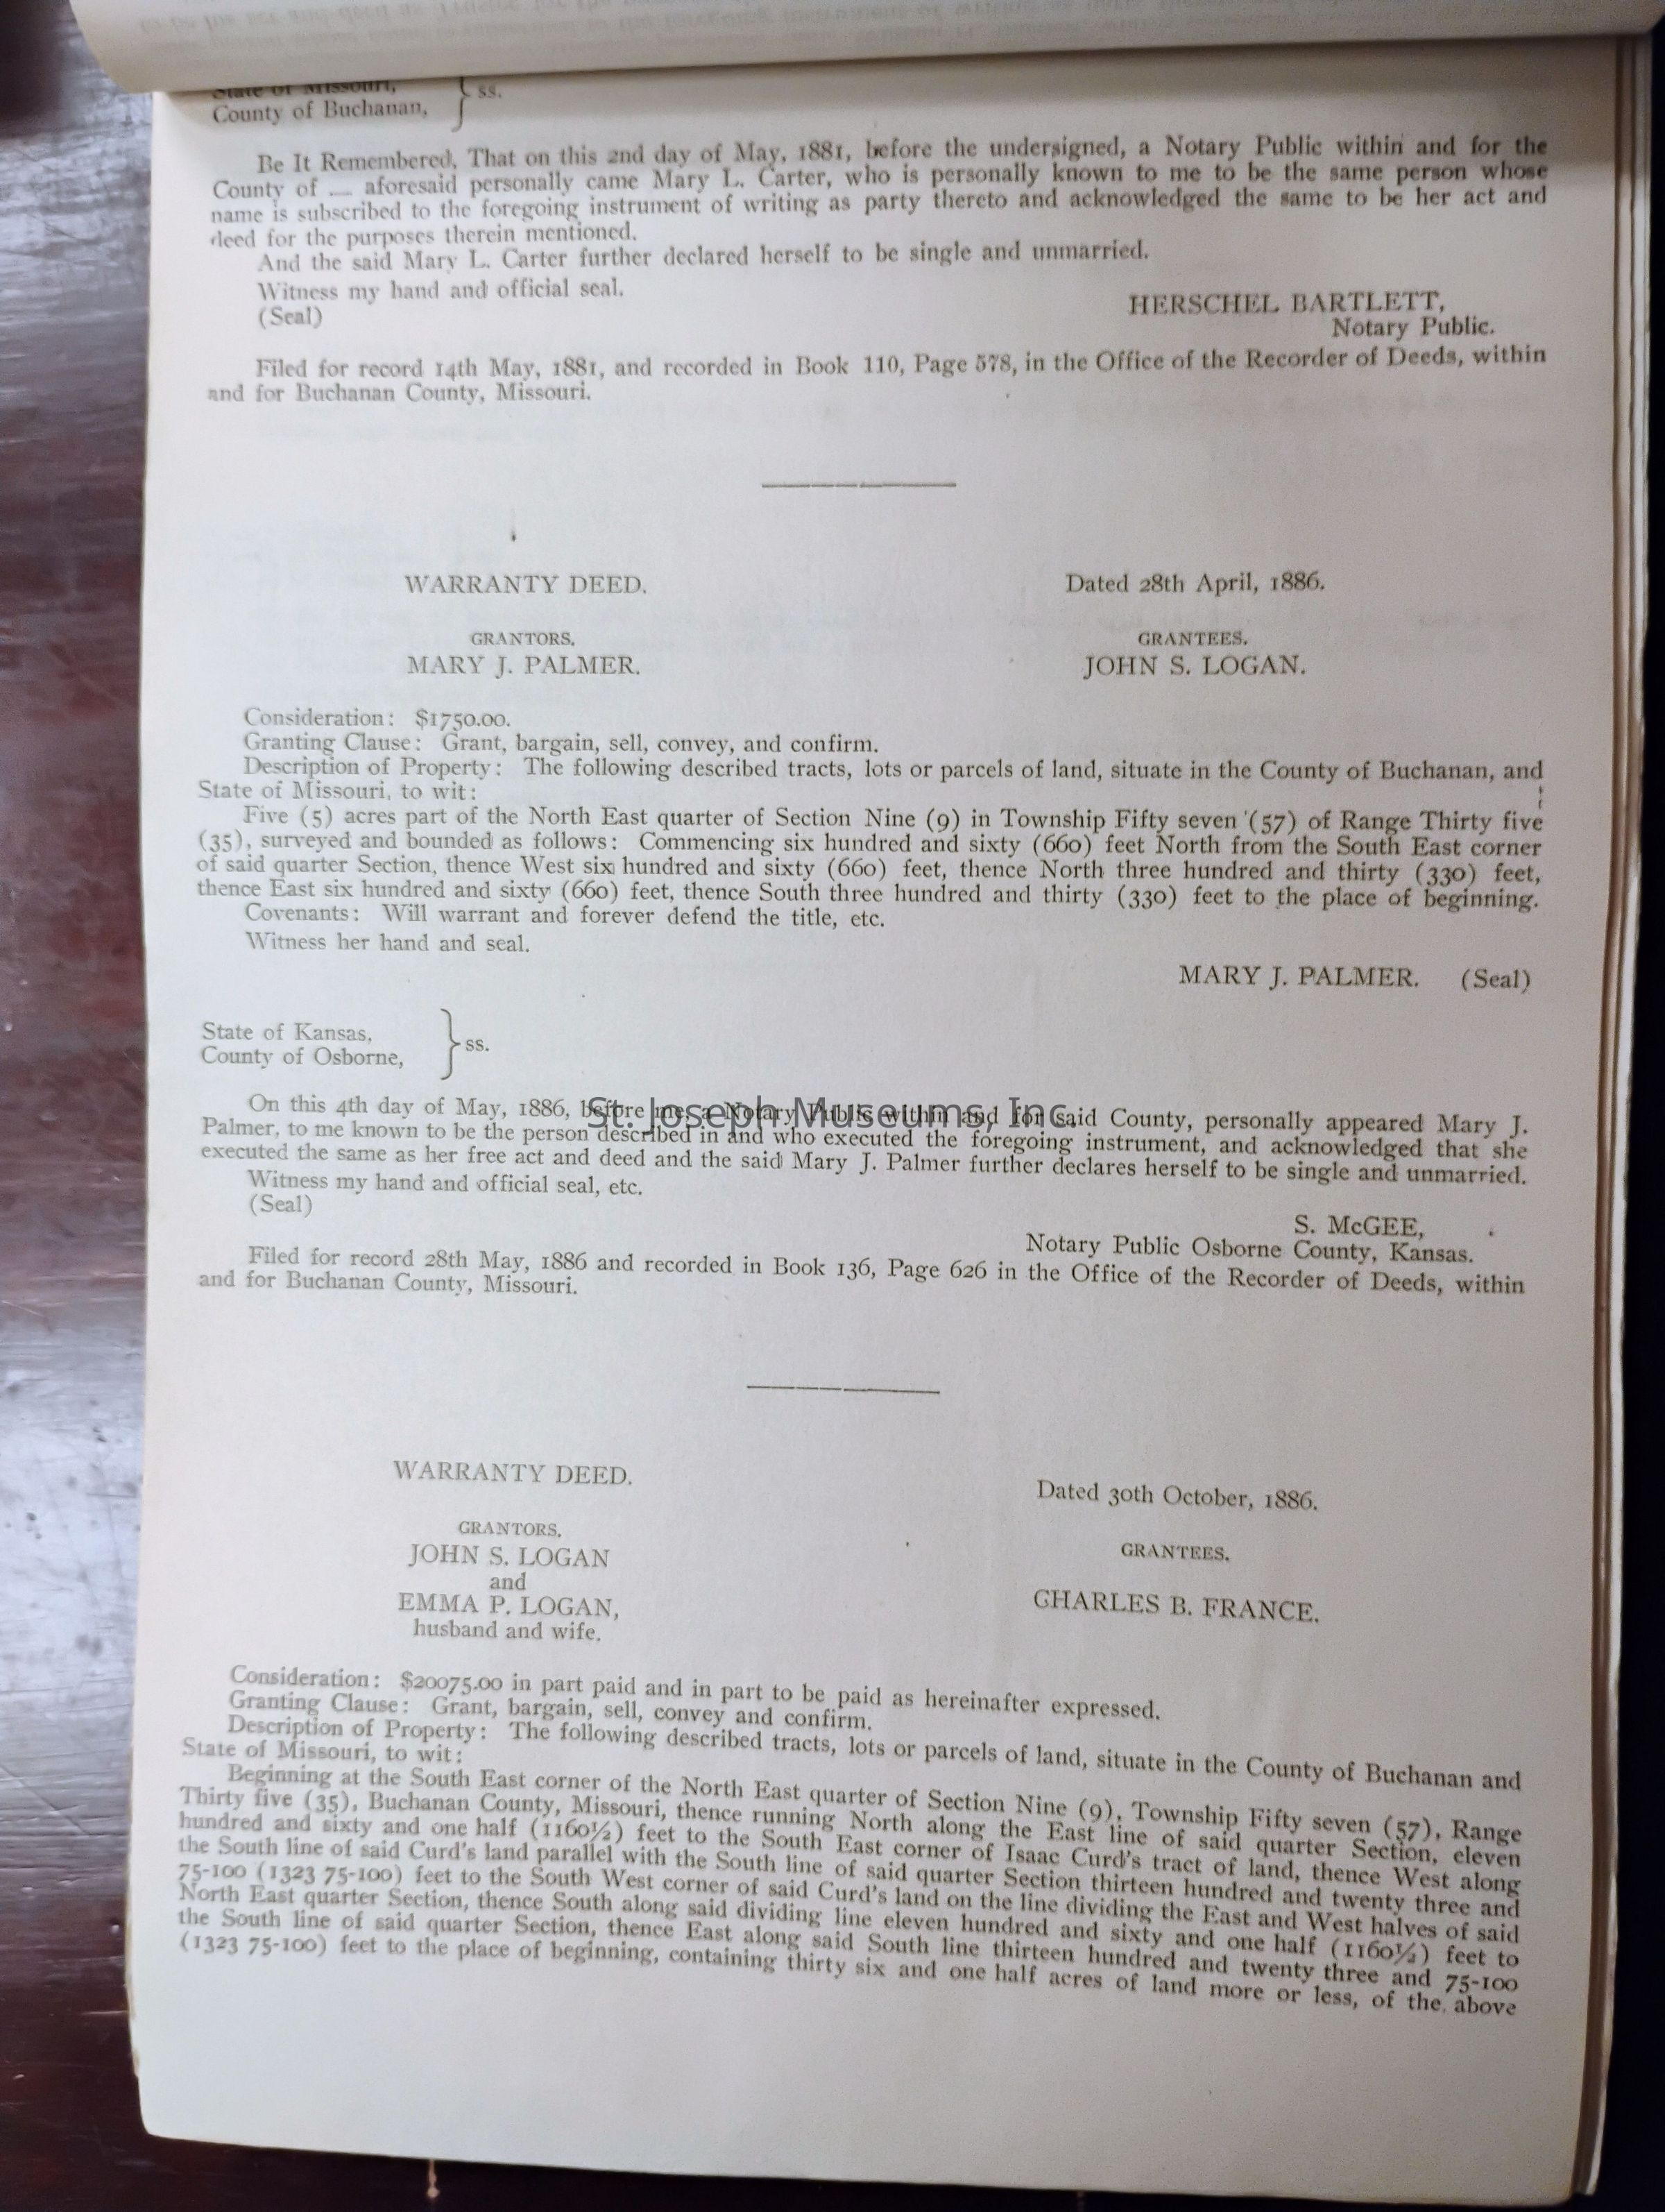 State of Missouri,
County of Buchanan, } ss.
Be It Remembered, That on this 2nd day of May, 1881, before the undersigned, a Notary Public within and for the
County of __ aforesaid personally came Mary L. Carter, who is personally known to me to be the same person whose
name is subscribed to the foregoing instrument of writing as party thereto and acknowledged the same to be her act and
deed for the purposes therein mentioned.
And the said Mary L. Carter further declared herself to be single and unmarried.
Witness my hand and official seal.
(Seal)
HERSCHEL BARTLETT,
Notary Public.
Filed for record 14th May, 1881, and recorded in Book 110, Page 578, in the Office of the Recorder of Deeds, within
and for Buchanan County, Missouri.
WARRANTY DEED. Dated 28th April, 1886.
GRANTORS. GRANTEES.
MARY J. PALMER. JOHN S. LOGAN.
Consideration: $1750.00.
Granting Clause: Grant, bargain, sell, convey, and confirm.
Description of Property: The following described tracts, lots or parcels of land, situate in the County of Buchanan, and
State of Missouri, to wit:
Five (5) acres part of the North East quarter of Section Nine (9) in Township Fifty seven (57) of Range Thirty five
(35), surveyed and bounded as follows: Commencing six hundred and sixty (660) feet North from the South East corner
of said quarter Section, thence West six hundred and sixty (660) feet, thence North three hundred and thirty (330) feet,
thence East six hundred and sixty (660) feet, thence South three hundred and thirty (330) feet to the place of beginning.
Covenants: Will warrant and forever defend the title, etc.
Witness her hand and seal.
MARY J. PALMER. (Seal)
State of Kansas,
County of Osborne, } ss.
On this 4th day of May, 1886, before me, a Notary Public within and for said County, personally appeared Mary J.
St. Joseph Museums, Inc.
Palmer, to me known to be the person described in and who executed the foregoing instrument, and acknowledged that she
executed the same as her free act and deed and the said Mary J. Palmer further declares herself to be single and unmarried.
Witness my hand and official seal, etc.
(Seal)
S. McGEE,
Notary Public Osborne County, Kansas.
Filed for record 28th May, 1886 and recorded in Book 136, Page 626 in the Office of the Recorder of Deeds, within
and for Buchanan County, Missouri.
WARRANTY DEED. Dated 30th October, 1886.
GRANTORS. GRANTEES.
JOHN S. LOGAN
and
EMMA P. LOGAN, CHARLES B. FRANCE.
husband and wife.
Consideration: $20075.00 in part paid and in part to be paid as hereinafter expressed.
Granting Clause: Grant, bargain, sell, convey and confirm.
Description of Property: The following described tracts, lots or parcels of land, situate in the County of Buchanan and
State of Missouri, to wit:
Beginning at the South East corner of the North East quarter of Section Nine (9), Township Fifty seven (57), Range
Thirty five (35), Buchanan County, Missouri, thence running North along the East line of said quarter Section, eleven
hundred and sixty and one half (1160½) feet to the South East corner of Isaac Curd's tract of land, thence West along
the South line of said Curd's land parallel with the South line of said quarter Section thirteen hundred and twenty three and
75-100 (1323 75-100) feet to the South West corner of said Curd's land on the line dividing the East and West halves of said
North East quarter Section, thence South along said dividing line eleven hundred and sixty and one half (1160½) feet to
the South line of said quarter Section, thence East along said South line thirteen hundred and twenty three and 75-100
(1323 75-100) feet to the place of beginning, containing thirty six and one half acres of land more or less, of the above